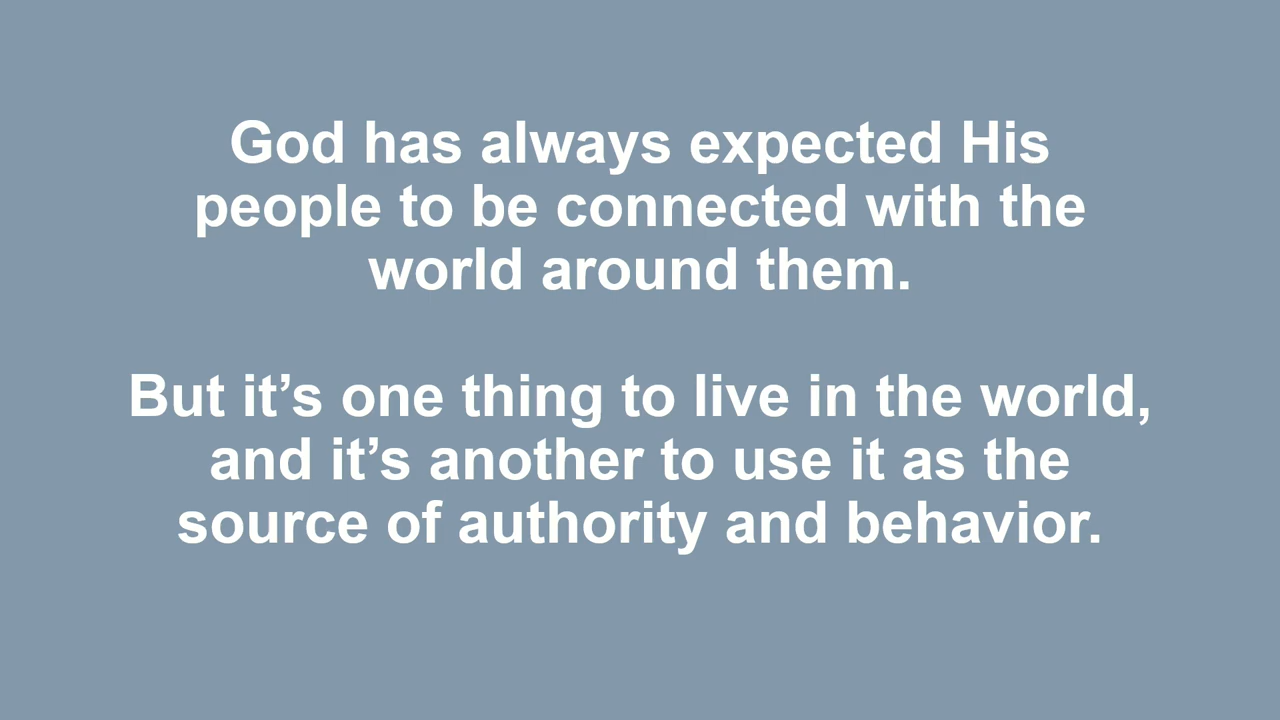 God has always expected His
people to be connected with the
world around them.
But it’s one thing to live in the world,
and it’s another to use it as the
source of authority and behavior.